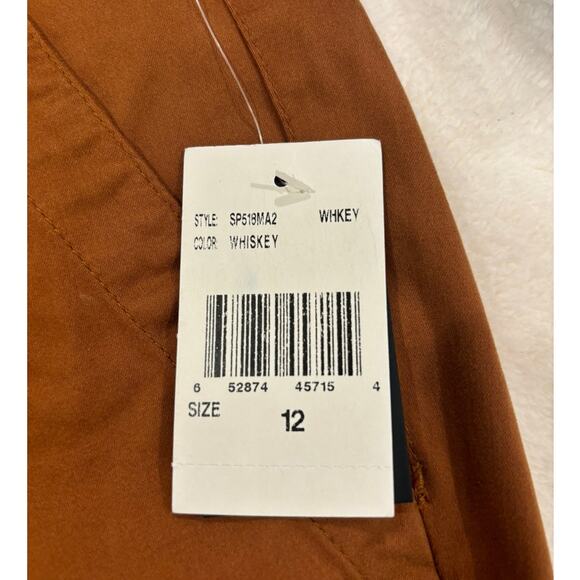 STYLE: SP518MA2 WHKEY
COLOR: WHISKEY
6 52874 45715 4
SIZE 12